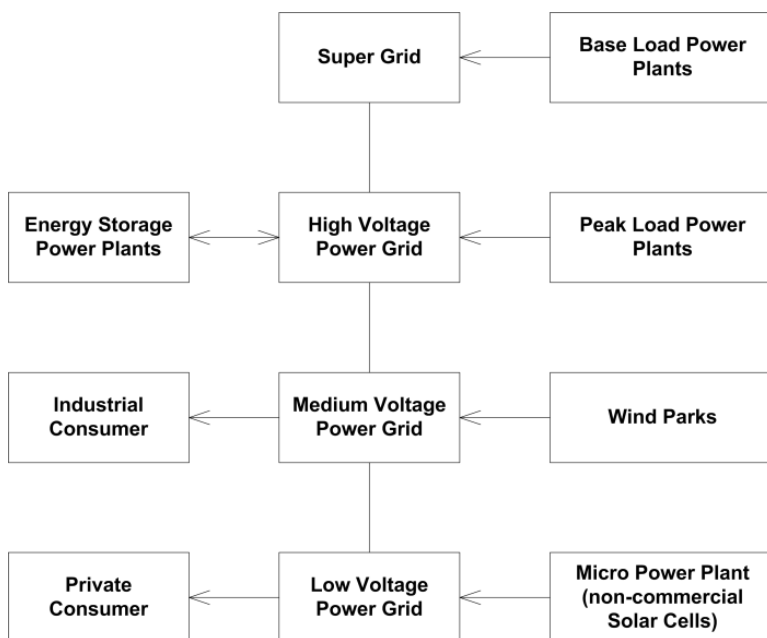 Super Grid
Base Load Power
Plants
Energy Storage
Power Plants
High Voltage
Power Grid
Peak Load Power
Plants
Industrial
Consumer
Medium Voltage
Power Grid
Wind Parks
Private
Consumer
Low Voltage
Power Grid
Micro Power Plant
(non-commercial
Solar Cells)